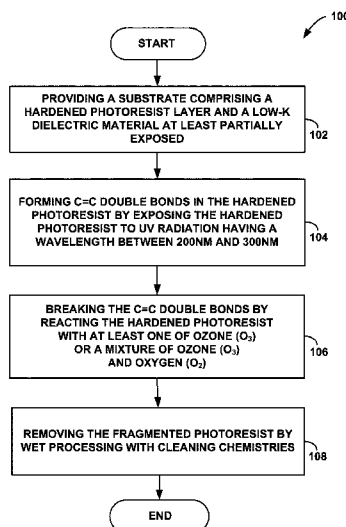 100
START
PROVIDING A SUBSTRATE COMPRISING A
HARDENED PHOTORESIST LAYER AND A LOW-K
DIELECTRIC MATERIAL AT LEAST PARTIALLY
EXPOSED
102
FORMING C=C DOUBLE BONDS IN THE HARDENED
PHOTORESIST BY EXPOSING THE HARDENED
PHOTORESIST TO UV RADIATION HAVING A
WAVELENGTH BETWEEN 200NM AND 300NM
104
BREAKING THE C=C DOUBLE BONDS BY
REACTING THE HARDENED PHOTORESIST
WITH AT LEAST ONE OF OZONE (O₃)
OR A MIXTURE OF OZONE (O₃)
AND OXYGEN (O₂)
106
REMOVING THE FRAGMENTED PHOTORESIST BY
WET PROCESSING WITH CLEANING CHEMISTRIES
108
END